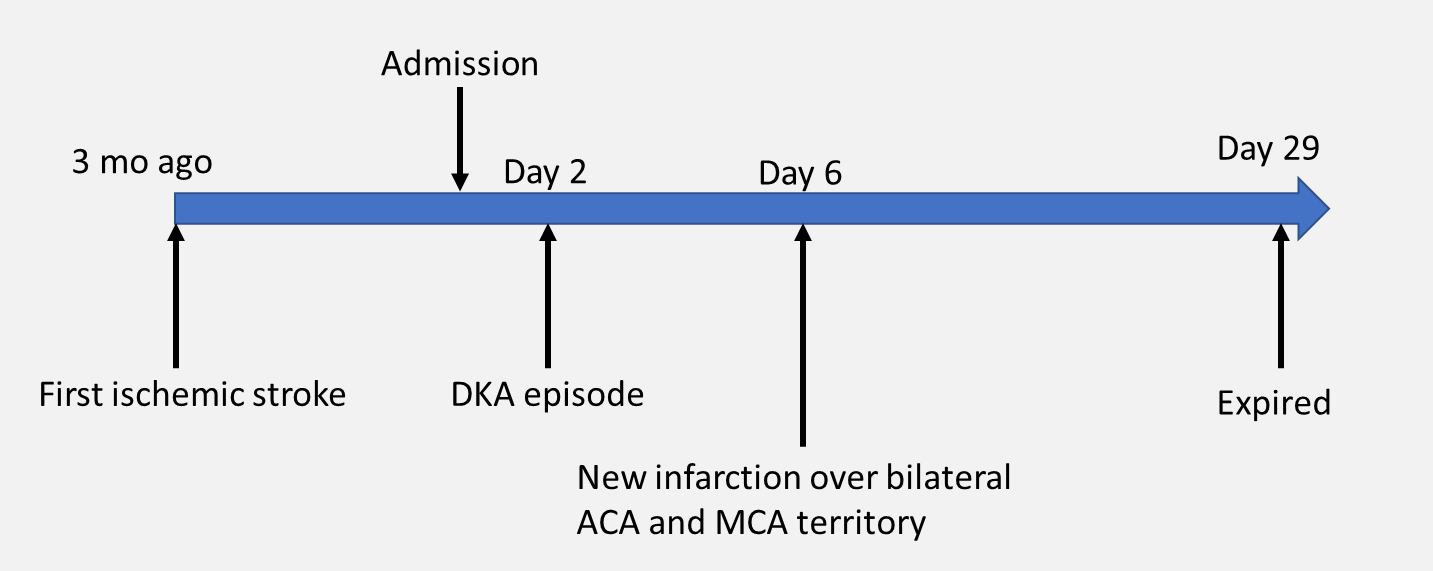 Admission
3 mo ago
Day 2
Day 6
Day 29
First ischemic stroke
DKA episode
Expired
New infarction over bilateral
ACA and MCA territory